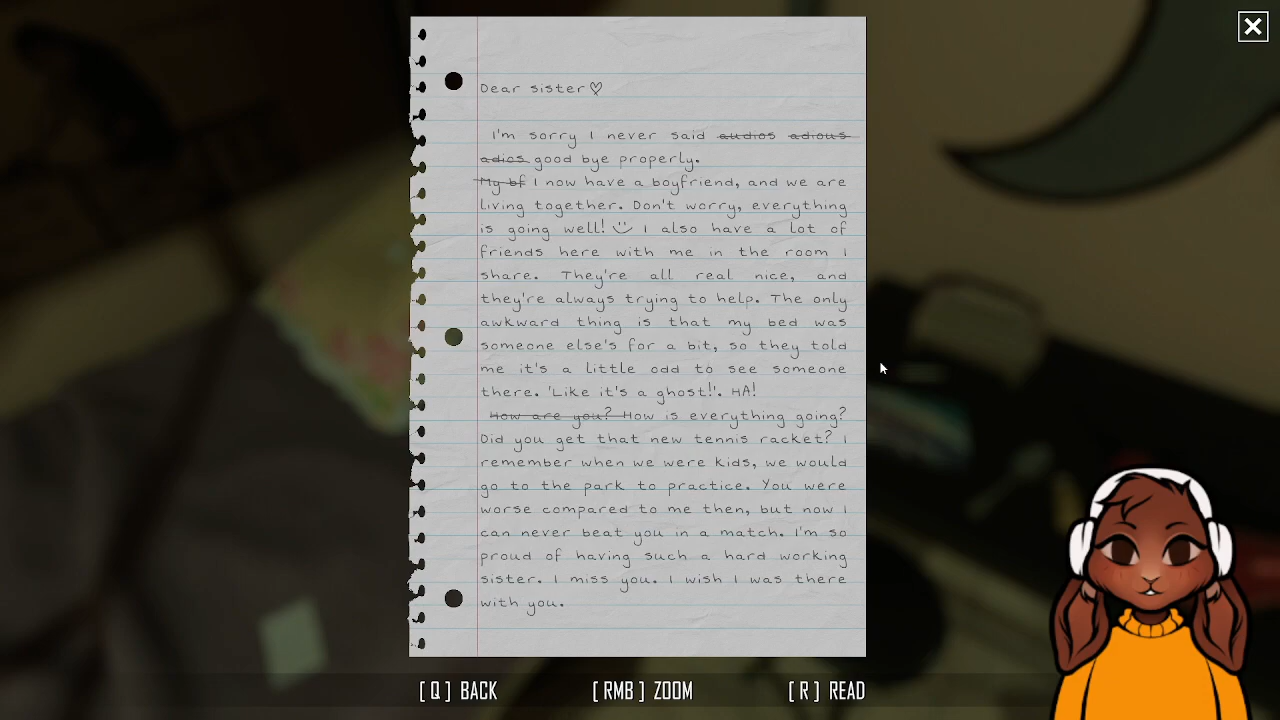 Dear sister♡
I'm sorry I never said audios adious
adios good bye properly.
My bf I now have a boyfriend, and we are
living together. Don't worry, everything
is going well! :) I also have a lot of
friends here with me in the room I
share. They're all real nice, and
they're always trying to help. The only
awkward thing is that my bed was
someone else's for a bit, so they told
me it's a little odd to see someone
there. 'Like it's a ghost!'. HA!
How are you? How is everything going?
Did you get that new tennis racket? I
remember when we were kids, we would
go to the park to practice. You were
worse compared to me then, but now I
can never beat you in a match. I'm so
proud of having such a hard working
sister. I miss you. I wish I was there
with you.
[Q] BACK [RMB] ZOOM [R] READ